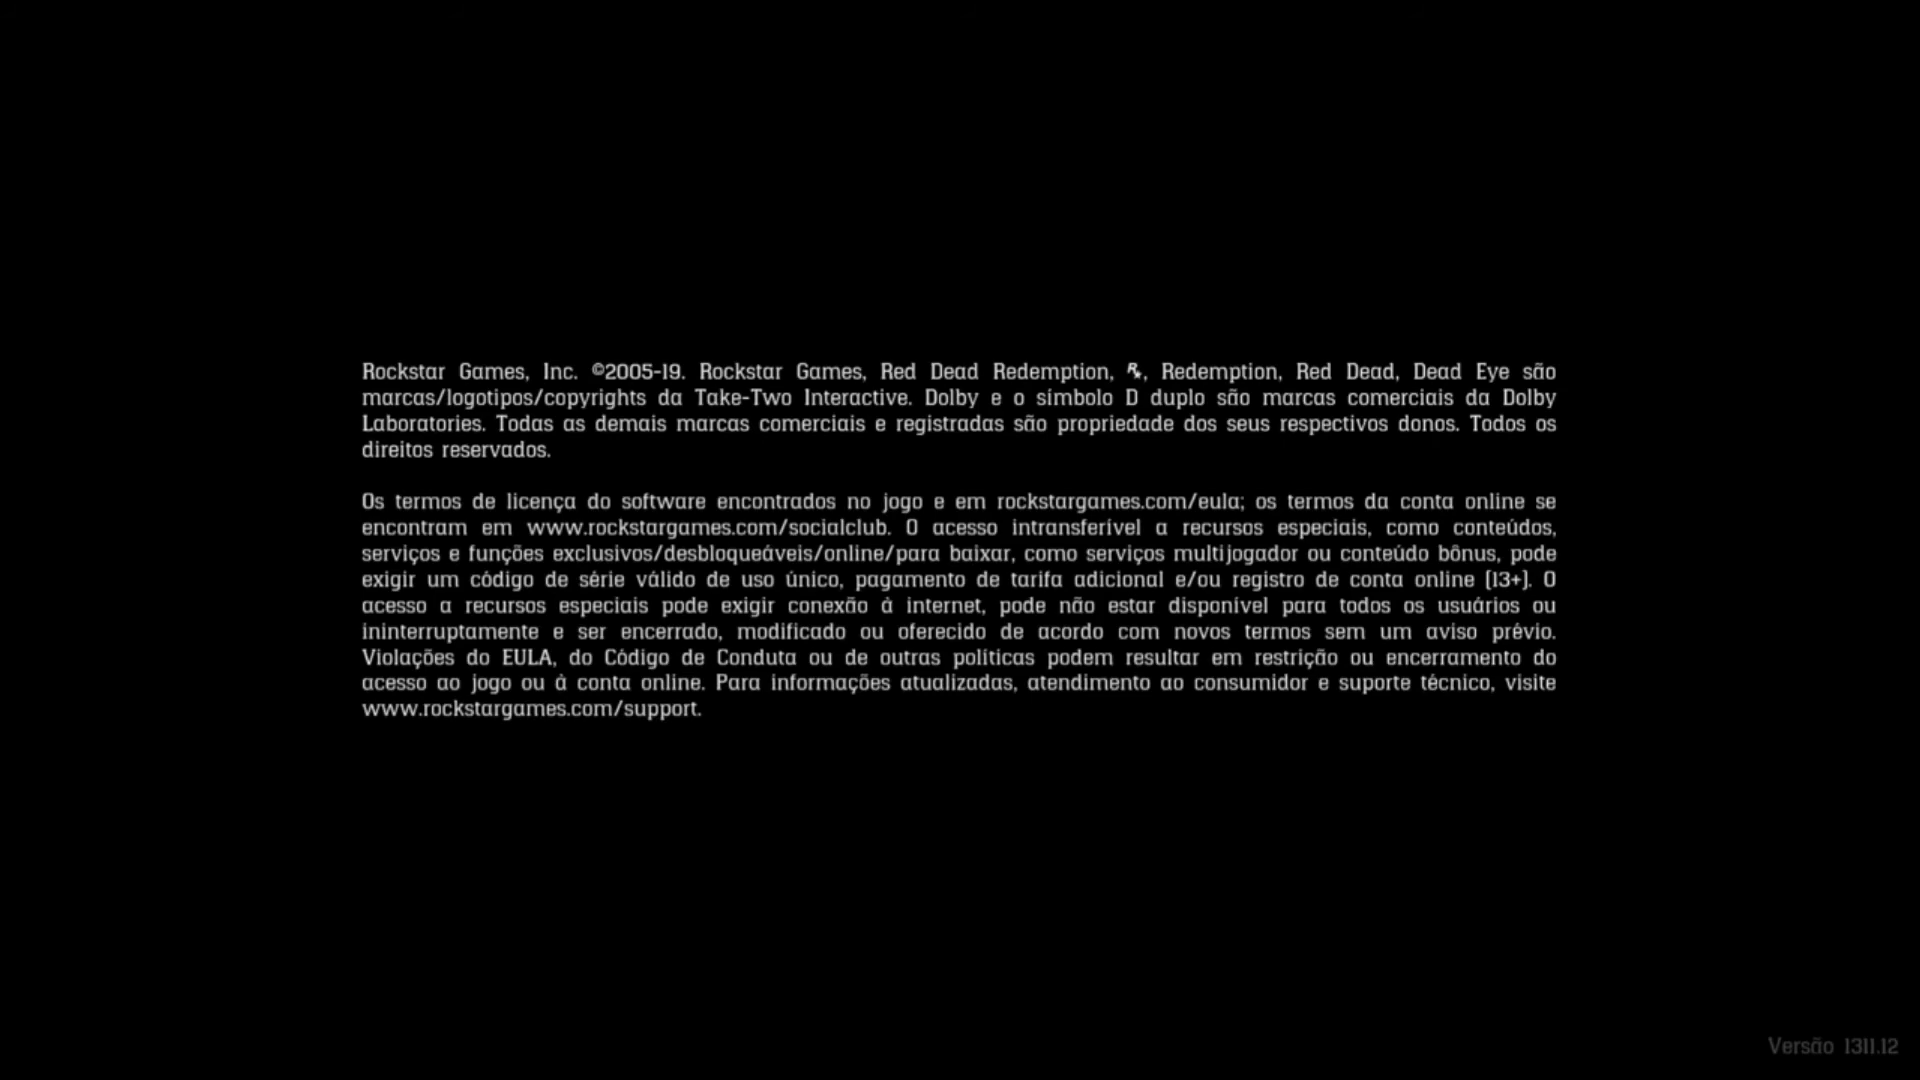 Rockstar Games, Inc. ©2005-19. Rockstar Games, Red Dead Redemption, R★, Redemption, Red Dead, Dead Eye são
marcas/logotipos/copyrights da Take-Two Interactive. Dolby e o símbolo D duplo são marcas comerciais da Dolby
Laboratories. Todas as demais marcas comerciais e registradas são propriedade dos seus respectivos donos. Todos os
direitos reservados.
Os termos de licença do software encontrados no jogo e em rockstargames.com/eula; os termos da conta online se
encontram em www.rockstargames.com/socialclub. O acesso intransferível a recursos especiais, como conteúdos,
serviços e funções exclusivos/desbloqueáveis/online/para baixar, como serviços multijogador ou conteúdo bônus, pode
exigir um código de série válido de uso único, pagamento de tarifa adicional e/ou registro de conta online (13+). O
acesso a recursos especiais pode exigir conexão à internet, pode não estar disponível para todos os usuários ou
ininterruptamente e ser encerrado, modificado ou oferecido de acordo com novos termos sem um aviso prévio.
Violações do EULA, do Código de Conduta ou de outras políticas podem resultar em restrição ou encerramento do
acesso ao jogo ou à conta online. Para informações atualizadas, atendimento ao consumidor e suporte técnico, visite
www.rockstargames.com/support.
Versão 1311.12